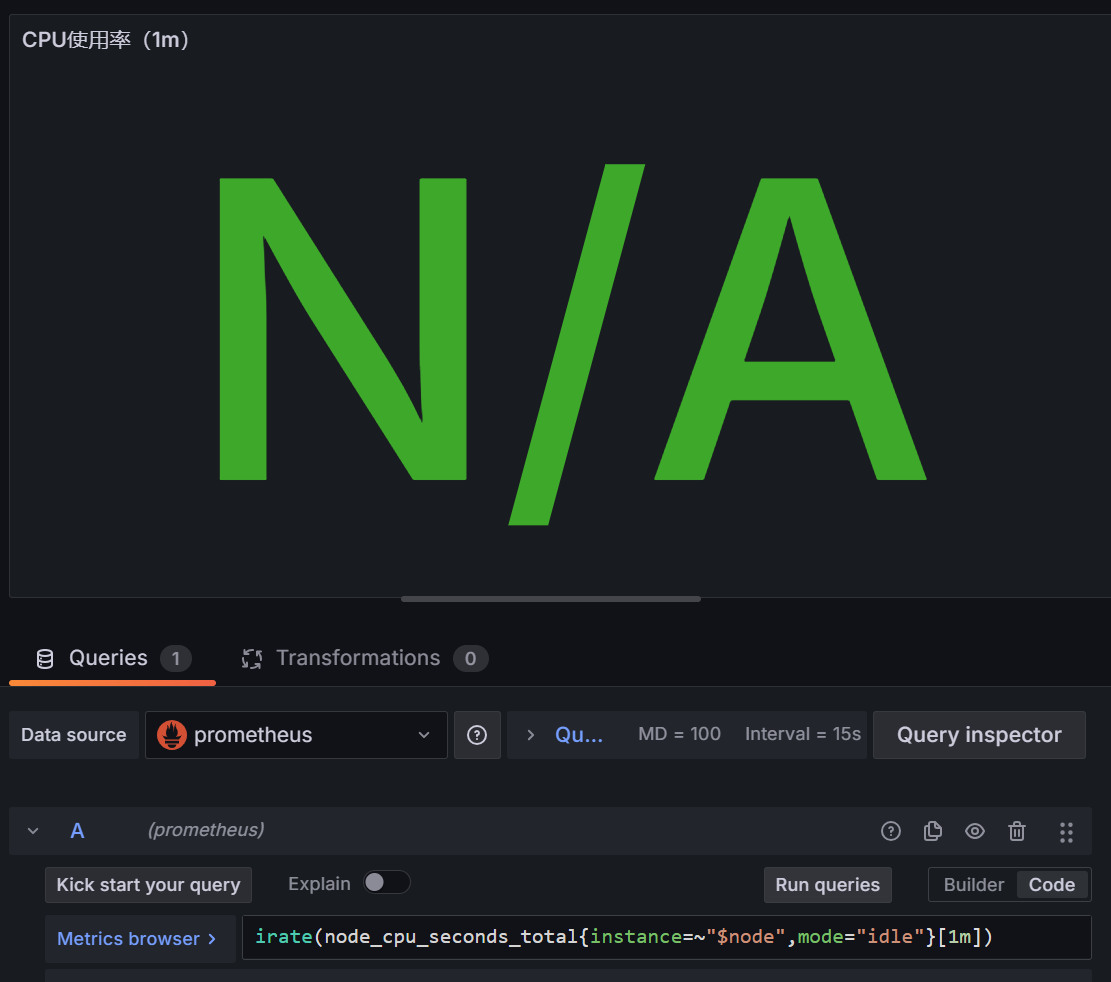 CPU使用率（1m）
N/A
Queries 1 Transformations 0
Data source prometheus Qu... MD = 100 Interval = 15s Query inspector
A (prometheus)
Kick start your query Explain Run queries Builder Code
Metrics browser > irate(node_cpu_seconds_total{instance=~"$node",mode="idle"}[1m])